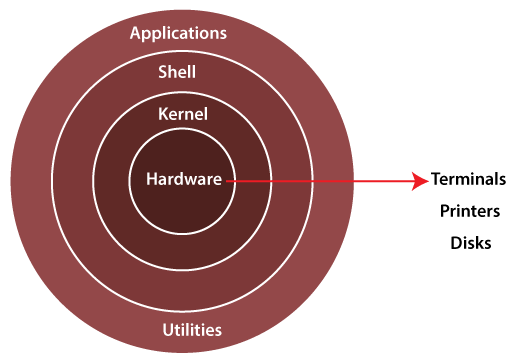 Applications
Shell
Kernel
Hardware
Terminals
Printers
Disks
Utilities